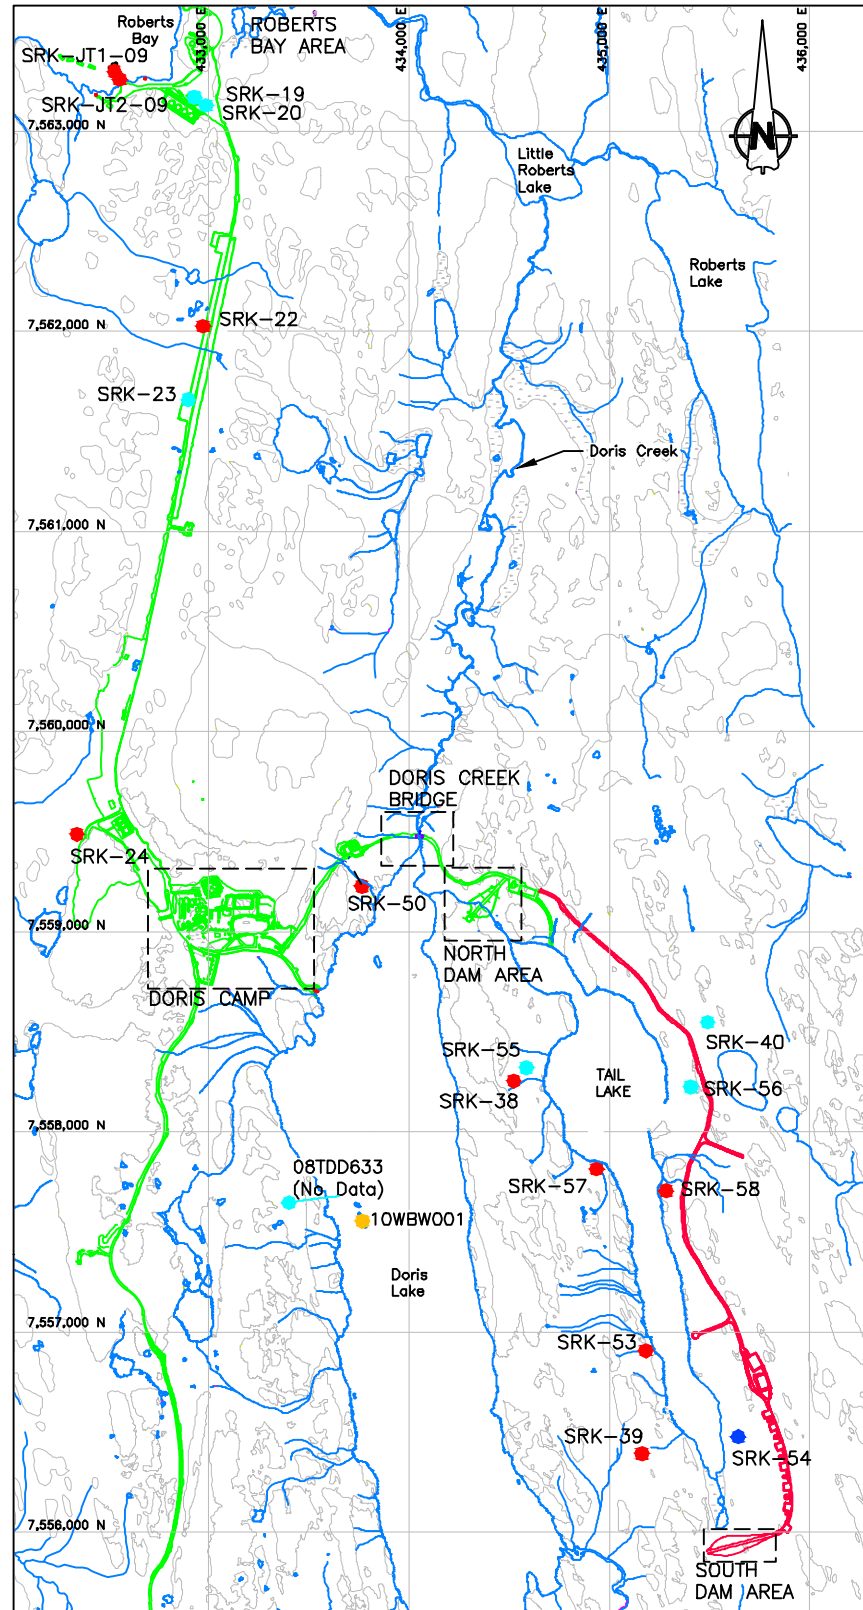 Roberts
Bay
ROBERTS
BAY AREA
433,000 E
434,000 E
435,000 E
436,000 E
SRK-JT1-09
SRK-JT2-09
SRK-19
SRK-20
7,563,000 N
N
Little
Roberts
Lake
Roberts
Lake
7,562,000 N
SRK-22
SRK-23
Doris Creek
7,561,000 N
7,560,000 N
DORIS CREEK
BRIDGE
SRK-24
SRK-50
7,559,000 N
NORTH
DAM AREA
DORIS CAMP
SRK-40
SRK-55
TAIL
LAKE
SRK-56
SRK-38
7,558,000 N
08TDD633
(No Data)
SRK-57
SRK-58
10WBW001
Doris
Lake
7,557,000 N
SRK-53
SRK-39
SRK-54
7,556,000 N
SOUTH
DAM AREA